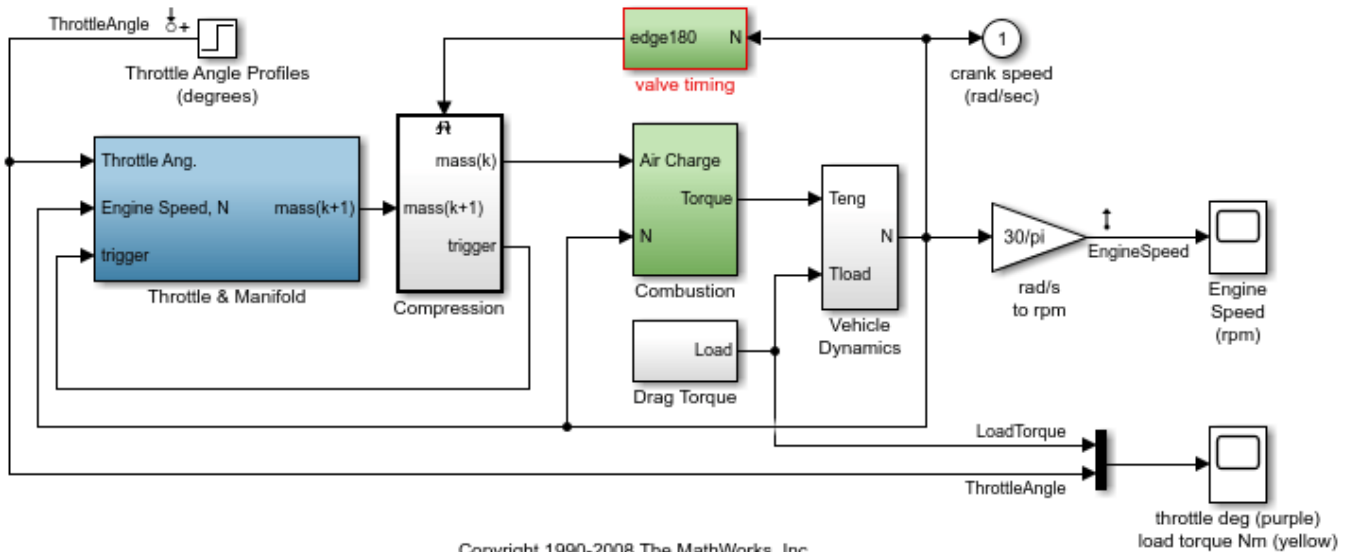 ThrottleAngle
Throttle Angle Profiles
(degrees)
edge180
N
valve timing
1
crank speed
(rad/sec)
Throttle Ang.
Engine Speed, N
mass(k+1)
trigger
Throttle & Manifold
mass(k)
mass(k+1)
trigger
Compression
Air Charge
Torque
N
Combustion
Teng
N
Tload
Vehicle
Dynamics
Load
Drag Torque
30/pi
rad/s
to rpm
EngineSpeed
Engine
Speed
(rpm)
LoadTorque
ThrottleAngle
throttle deg (purple)
load torque Nm (yellow)
Copyright 1990-2008 The MathWorks, Inc